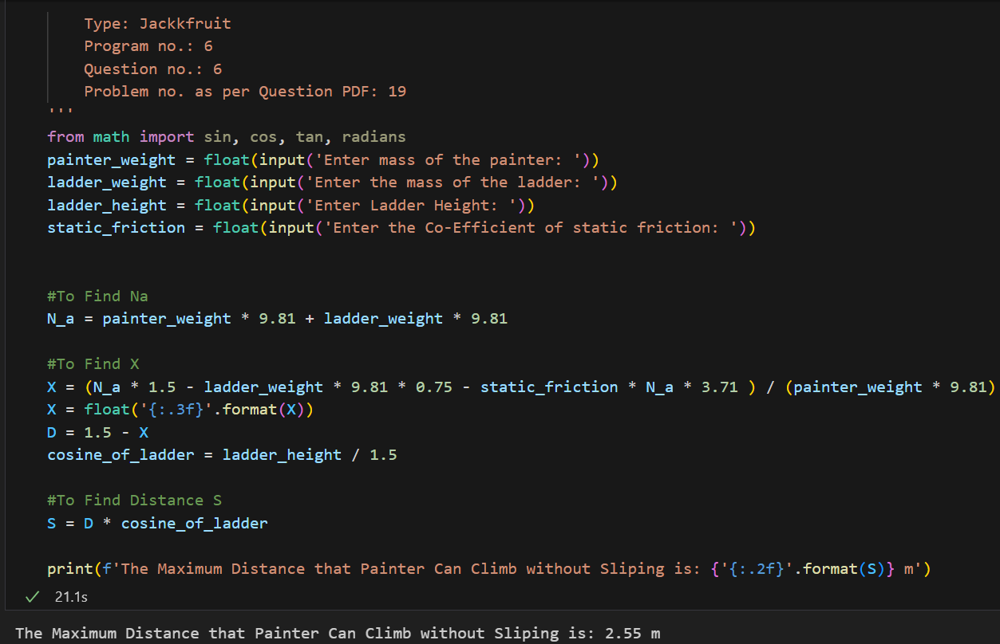 Type: Jackkfruit
Program no.: 6
Question no.: 6
Problem no. as per Question PDF: 19
'''
from math import sin, cos, tan, radians
painter_weight = float(input('Enter mass of the painter: '))
ladder_weight = float(input('Enter the mass of the ladder: '))
ladder_height = float(input('Enter Ladder Height: '))
static_friction = float(input('Enter the Co-Efficient of static friction: '))
#To Find Na
N_a = painter_weight * 9.81 + ladder_weight * 9.81
#To Find X
X = (N_a * 1.5 - ladder_weight * 9.81 * 0.75 - static_friction * N_a * 3.71 ) / (painter_weight * 9.81)
X = float('{:.3f}'.format(X))
D = 1.5 - X
cosine_of_ladder = ladder_height / 1.5
#To Find Distance S
S = D * cosine_of_ladder
print(f'The Maximum Distance that Painter Can Climb without Sliping is: {'{:.2f}'.format(S)} m')
21.1s
The Maximum Distance that Painter Can Climb without Sliping is: 2.55 m